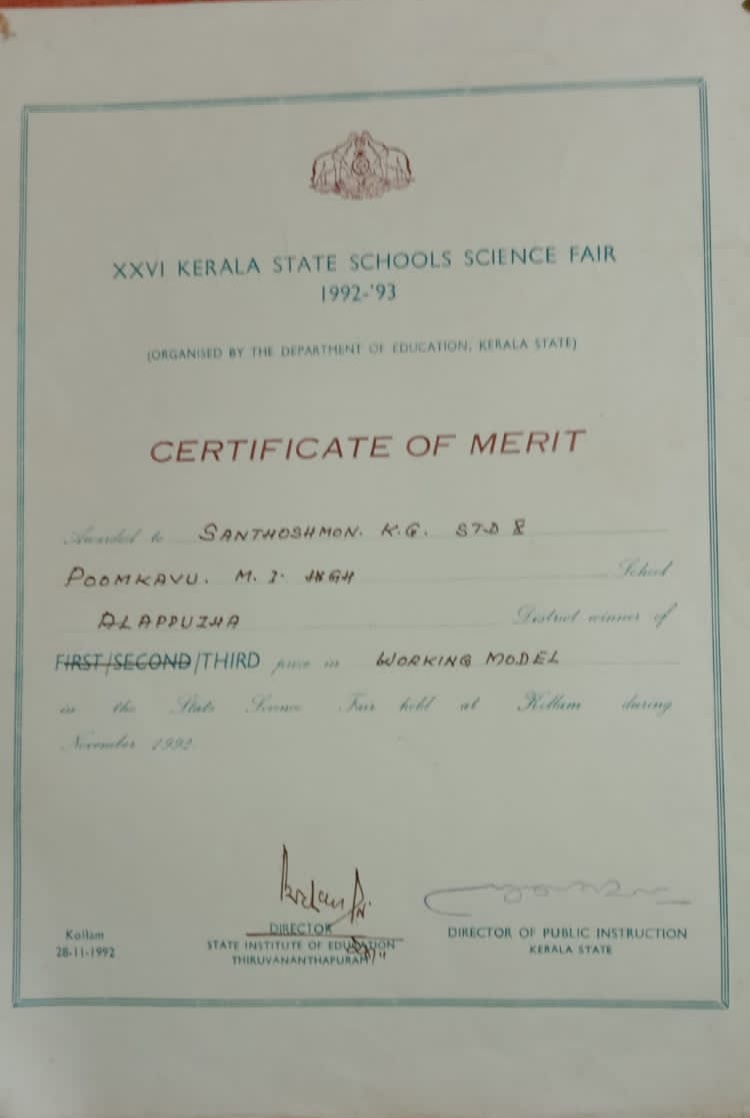 XXVI KERALA STATE SCHOOLS SCIENCE FAIR
1992-'93
(ORGANISED BY THE DEPARTMENT OF EDUCATION, KERALA STATE)
CERTIFICATE OF MERIT
Awarded to SANTHOSHMON. K.G. STD 8
POOMKAVU. M. I. School
ALAPPUZHA District winner of
FIRST/SECOND/THIRD prize in WORKING MODEL
in the State Science Fair held at Kollam during
November 1992
Kollam
28-11-1992
DIRECTOR
STATE INSTITUTE OF EDUCATION
THIRUVANANTHAPURAM
DIRECTOR OF PUBLIC INSTRUCTION
KERALA STATE